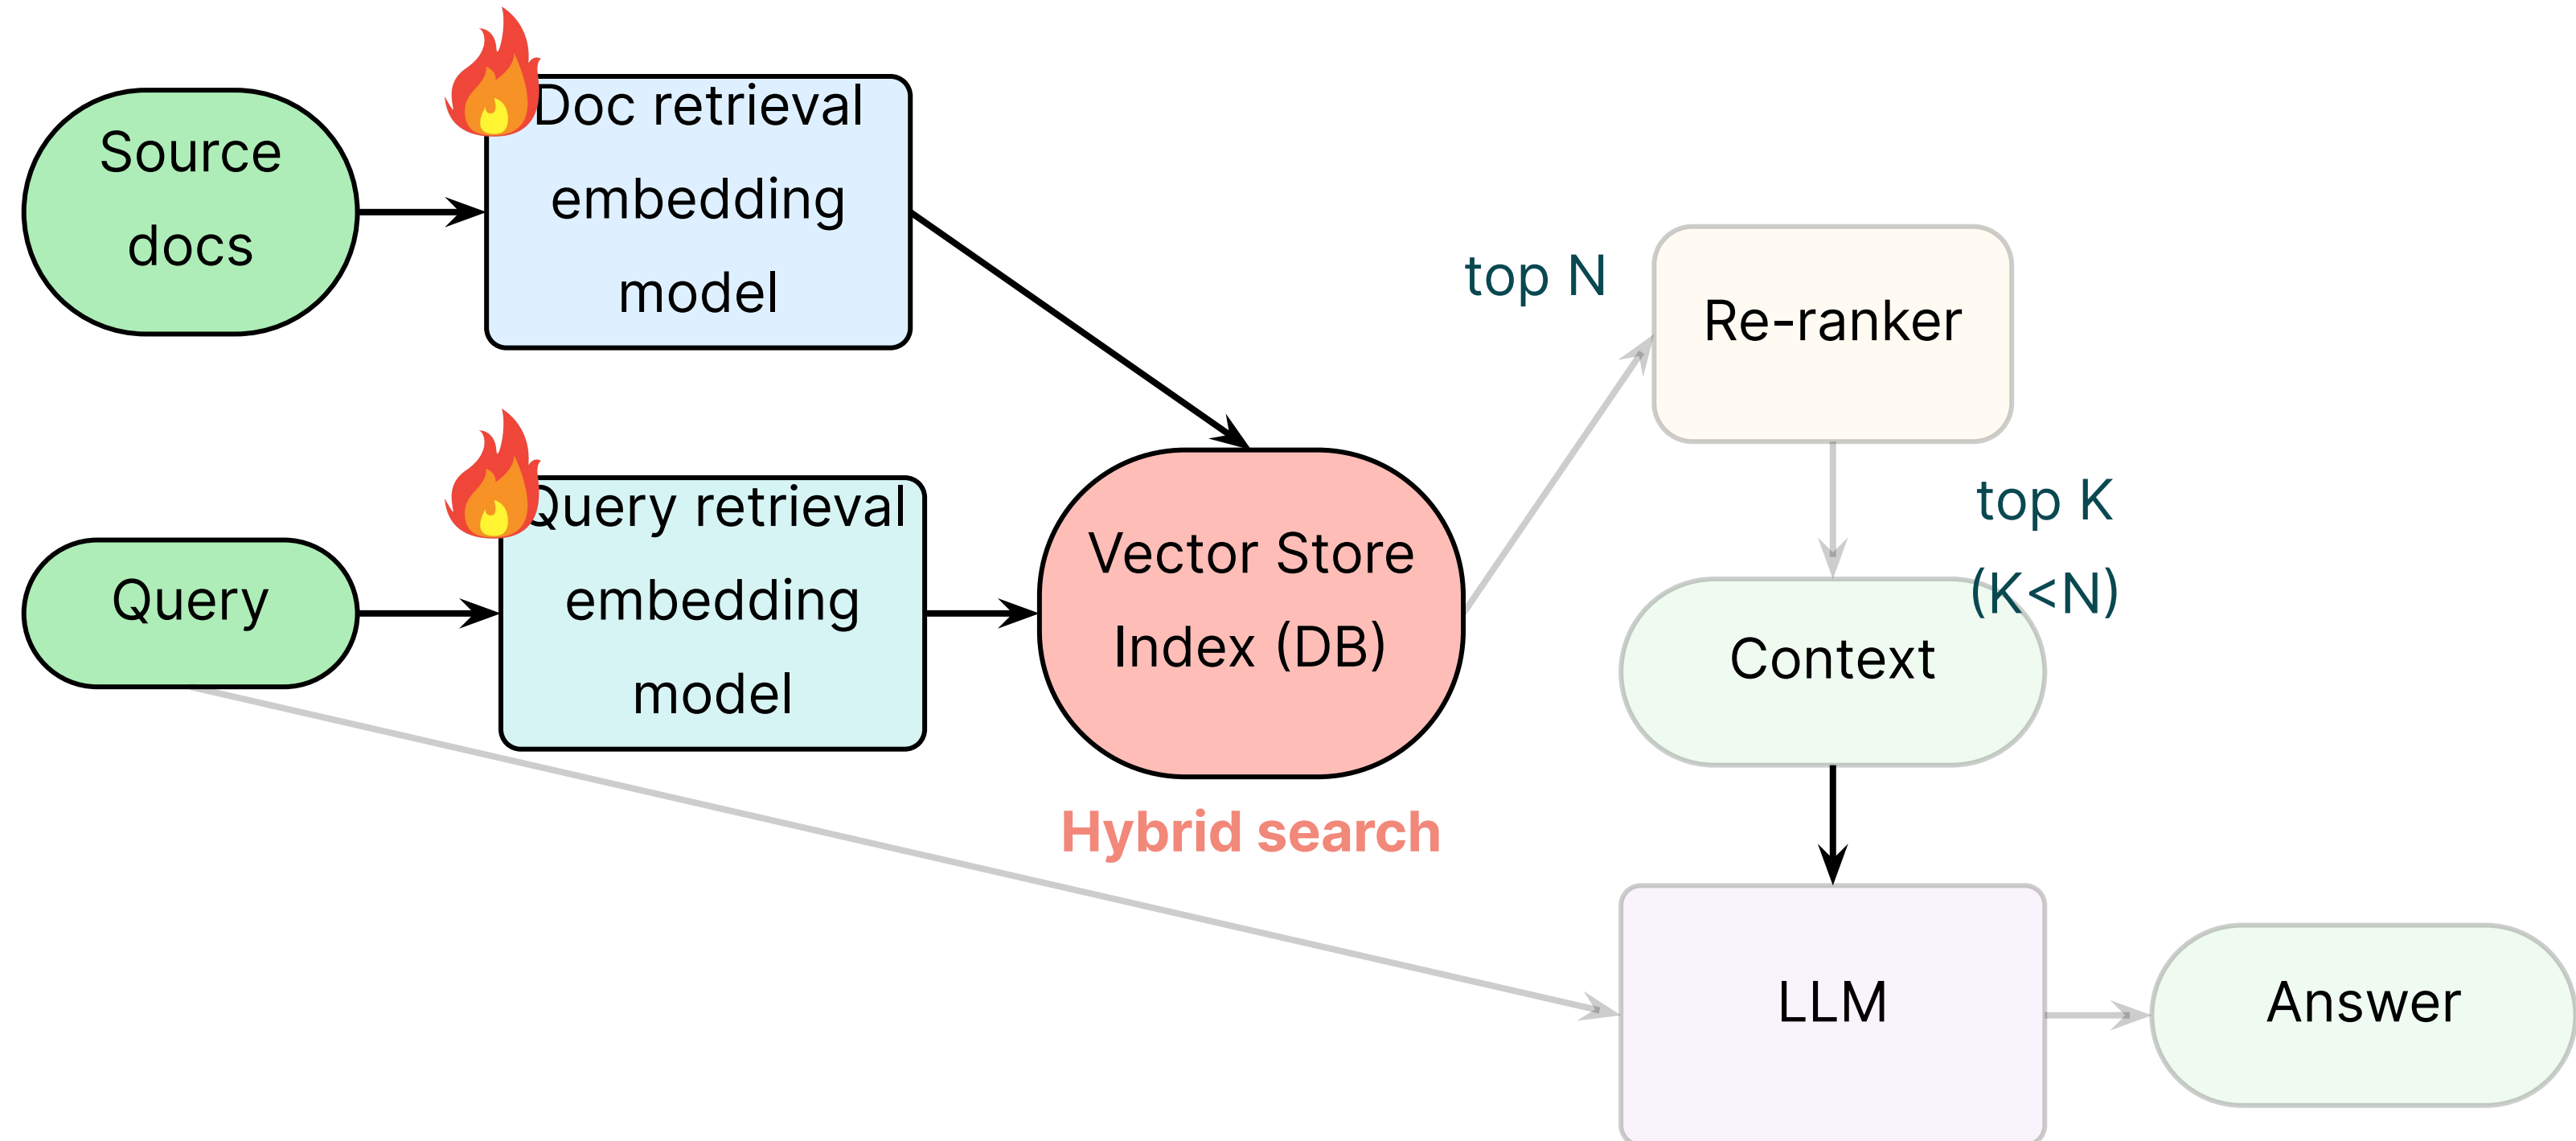 Source
docs
Doc retrieval
embedding
model
Query
Query retrieval
embedding
model
Vector Store
Index (DB)
Hybrid search
top N
Re-ranker
top K
(K<N)
Context
LLM
Answer